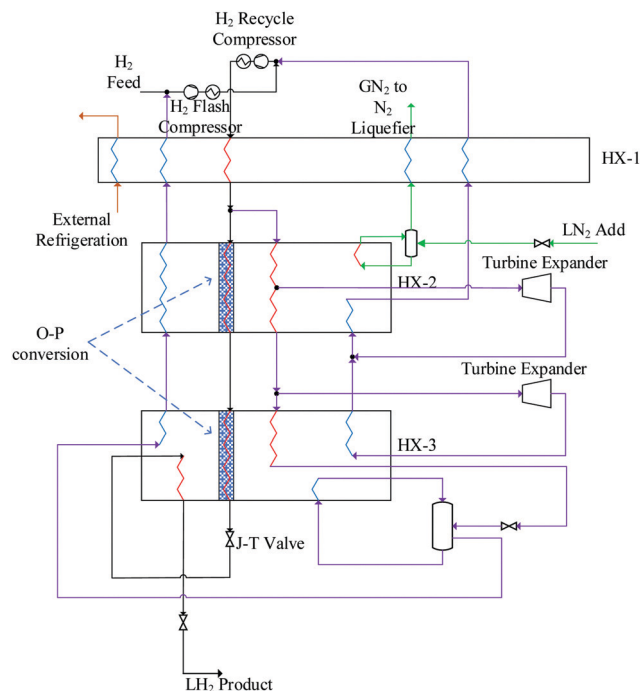 H₂ Recycle
Compressor
H₂
Feed
H₂ Flash
Compressor
GN₂ to
N₂
Liquefier
HX-1
External
Refrigeration
LN₂ Add
Turbine Expander
HX-2
O-P
conversion
Turbine Expander
HX-3
J-T Valve
LH₂ Product